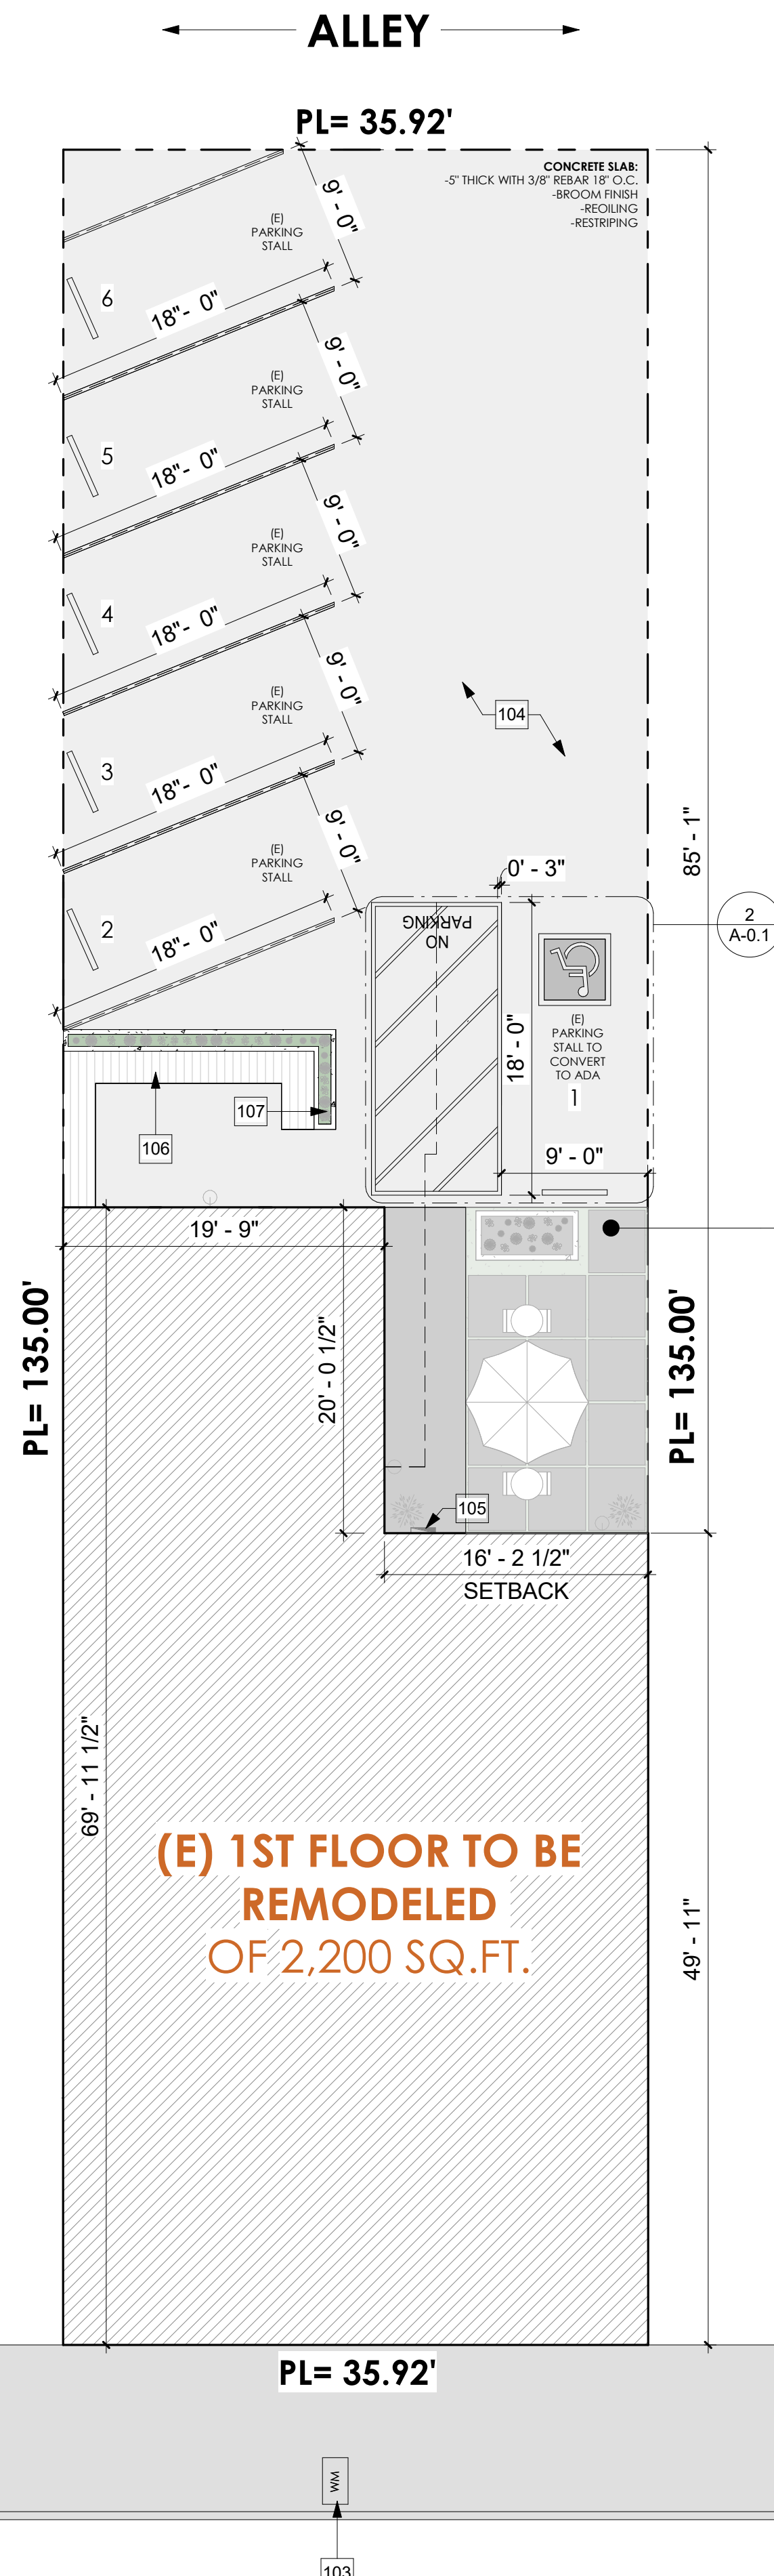 ALLEY
PL= 35.92'
CONCRETE SLAB:
-5" THICK WITH 3/8" REBAR 18" O.C.
-BROOM FINISH
-REOILING
-RESTRIPING
9' - 0"
(E)
PARKING
STALL
6
18"- 0"
9' - 0"
(E)
PARKING
STALL
5
18"- 0"
9' - 0"
(E)
PARKING
STALL
4
18"- 0"
9' - 0"
(E)
PARKING
STALL
3
18"- 0"
104
85' - 1"
9' - 0"
(E)
PARKING
STALL
2
18"- 0"
0' - 3"
NO
PARKING
2
A-0.1
18' - 0"
(E)
PARKING
STALL TO
CONVERT
TO ADA
1
107
106
9' - 0"
19' - 9"
PL= 135.00'
20' - 0 1/2"
PL= 135.00'
105
16' - 2 1/2"
SETBACK
69' - 11 1/2"
(E) 1ST FLOOR TO BE
REMODELED
OF 2,200 SQ.FT.
49' - 11"
PL= 35.92'
WM
103